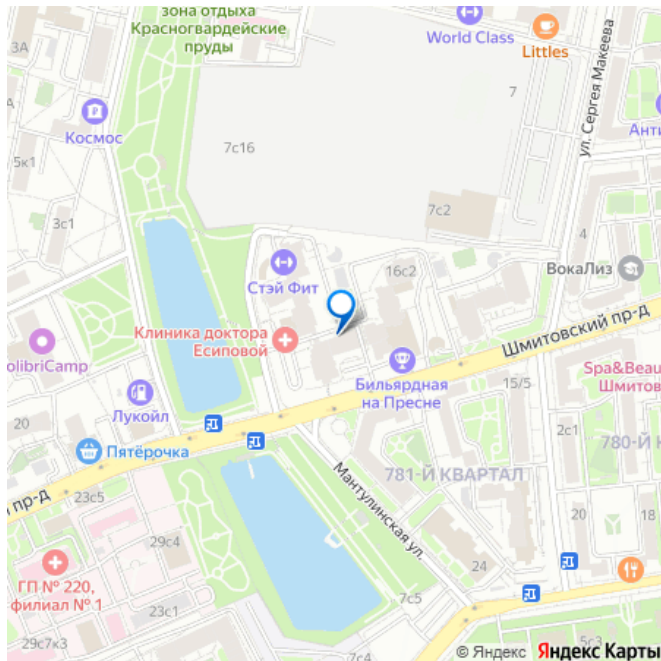 зона отдыха
Красногвардейские
пруды
World Class
Littles
ул. Сергея Макеева
3А
7
Космос
Анти
5к1
7с16
3с1
7с2
4
16с2
ВокаЛиз
Стэй Фит
Клиника доктора
Есиповой
Шмитовский пр-д
olibriCamp
Бильярдная
на Пресне
15/5
Spa&Beau
Шмитов
Лукойл
20
2с1
780-Й К
Пятёрочка
781-Й КВАРТАЛ
23с5
й пр-д
Мантулинская ул.
20
18
29с4
24
ГП № 220,
филиал № 1
23с1
7с5
29с7к3
7с4
5с3
© Яндекс Яндекс Карты